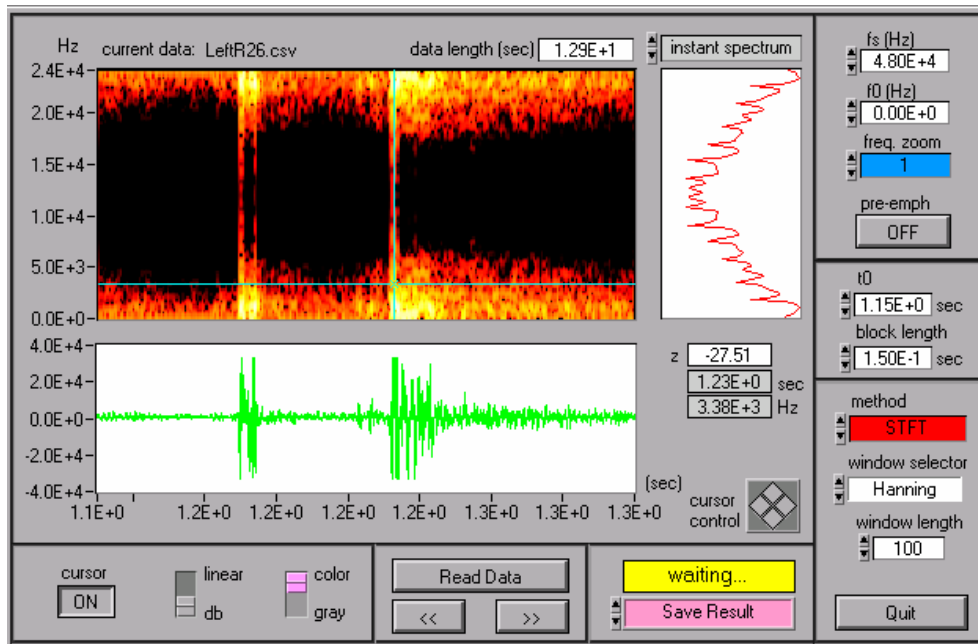 Hz current data: LeftR26.csv data length (sec) 1.29E+1 instant spectrum
2.4E+4
2.0E+4
1.5E+4
1.0E+4
5.0E+3
0.0E+0
4.0E+4
2.0E+4
0.0E+0
-2.0E+4
-4.0E+4
1.1E+0 1.2E+0 1.2E+0 1.2E+0 1.2E+0 1.3E+0 1.3E+0 1.3E+0
(sec)
z -27.51
1.23E+0 sec
3.38E+3 Hz
cursor
control
fs (Hz)
4.80E+4
f0 (Hz)
0.00E+0
freq. zoom
1
pre-emph
OFF
t0
1.15E+0 sec
block length
1.50E-1 sec
method
STFT
window selector
Hanning
window length
100
Quit
cursor
ON
linear
db
color
gray
Read Data
<< >>
waiting...
Save Result